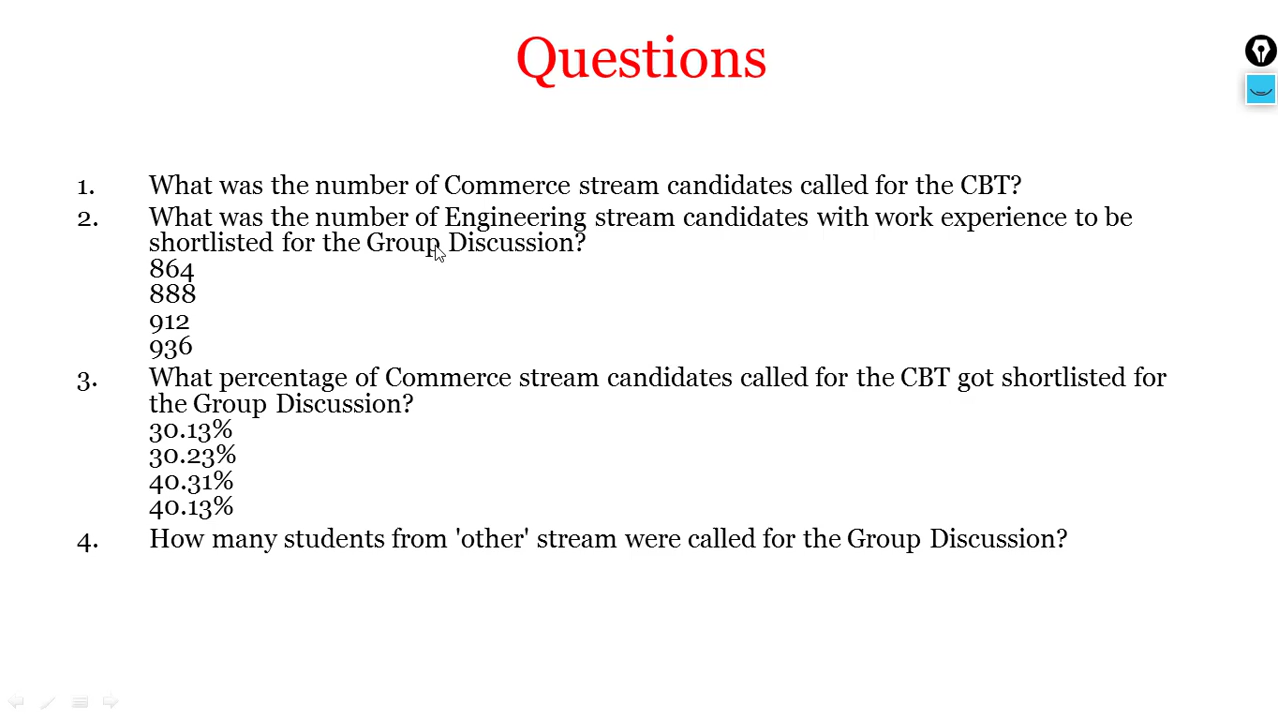 Questions
1. What was the number of Commerce stream candidates called for the CBT?
2. What was the number of Engineering stream candidates with work experience to be
shortlisted for the Group Discussion?
864
888
912
936
3. What percentage of Commerce stream candidates called for the CBT got shortlisted for
the Group Discussion?
30.13%
30.23%
40.31%
40.13%
4. How many students from 'other' stream were called for the Group Discussion?